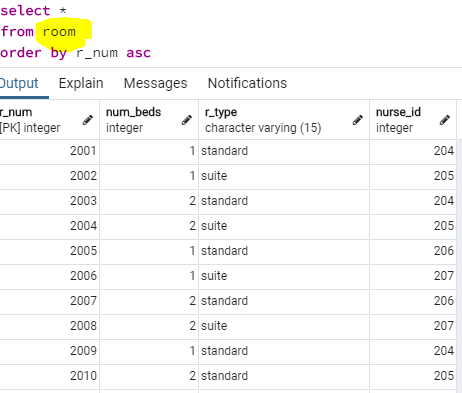 select *
from room
order by r_num asc
Output Explain Messages Notifications
r_num num_beds r_type nurse_id
[PK] integer integer character varying (15) integer
2001 1 standard 204
2002 1 suite 205
2003 2 standard 204
2004 2 suite 205
2005 1 standard 206
2006 1 suite 207
2007 2 standard 206
2008 2 suite 207
2009 1 standard 204
2010 2 standard 205